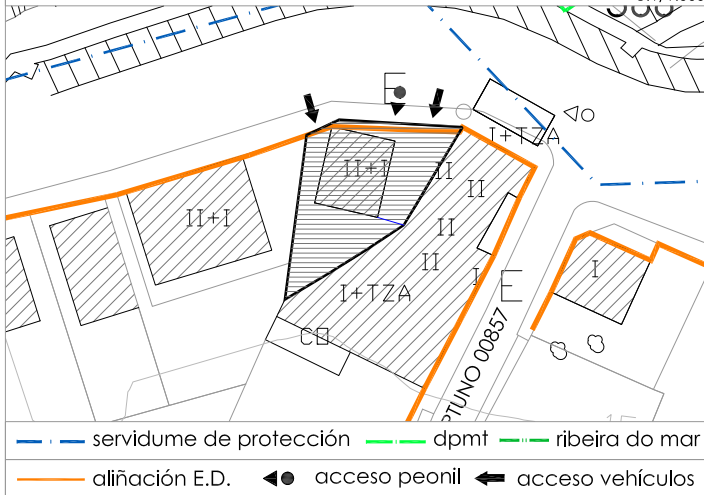 E
I+TZA
II+I
II
II
II+I
II
II
I
I
E
I+TZA
CO
PTUNO 00857
servidume de protección dpmt ribeira do mar
aliñación E.D. acceso peonil acceso vehículos